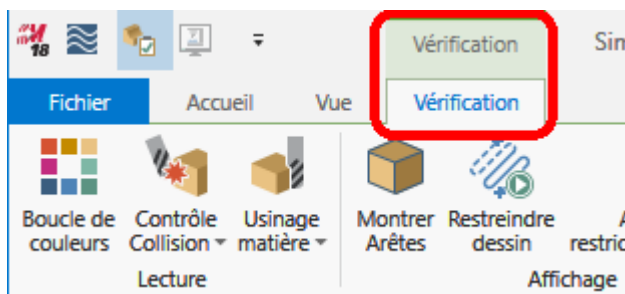 18 Vérification Sim
Fichier Accueil Vue Vérification
Boucle de couleurs
Contrôle Collision
Usinage matière
Montrer Arêtes
Restreindre dessin
Lecture Affichage